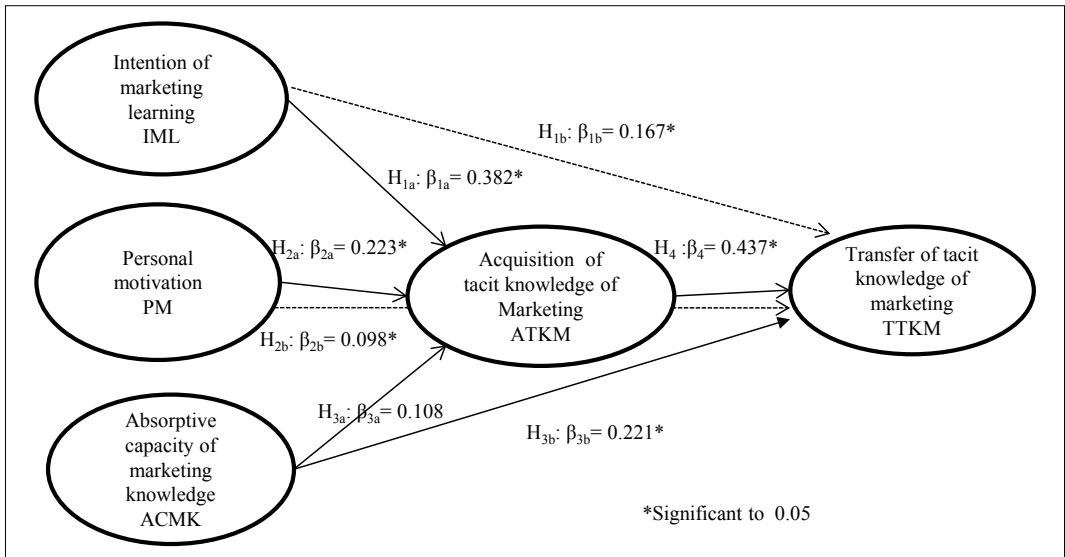 Intention of
marketing
learning
IML
H1b: β1b= 0.167*
H1a: β1a= 0.382*
Personal
motivation
PM
H2a: β2a= 0.223*
H2b: β2b= 0.098*
Acquisition of
tacit knowledge of
Marketing
ATKM
H4 :β4= 0.437*
Transfer of tacit
knowledge of
marketing
TTKM
Absorptive
capacity of
marketing
knowledge
ACMK
H3a: β3a= 0.108
H3b: β3b= 0.221*
*Significant to 0.05